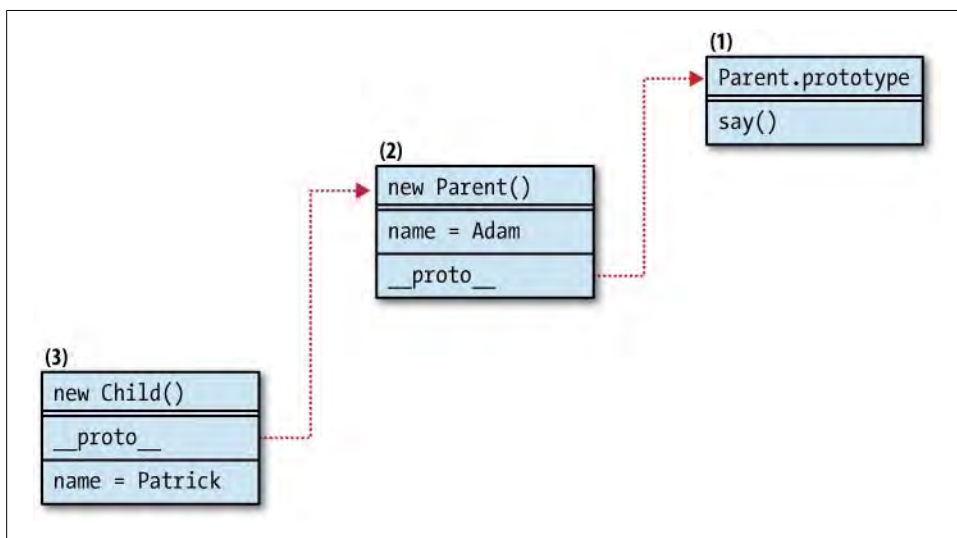 (1)
Parent.prototype
say()
(2)
new Parent()
name = Adam
__proto__
(3)
new Child()
__proto__
name = Patrick